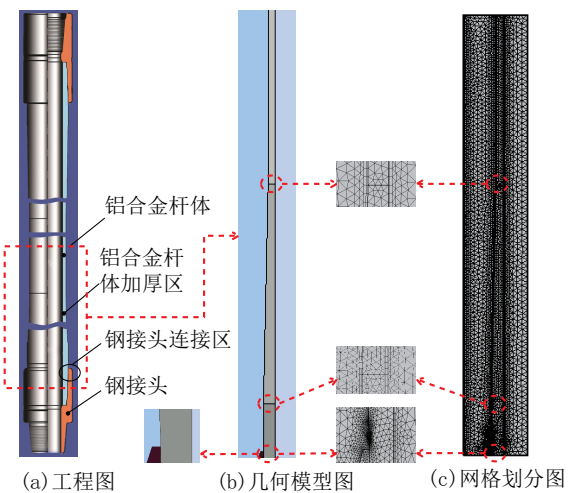 铝合金杆体
铝合金杆
体加厚区
钢接头连接区
钢接头
(a)工程图
(b)几何模型图
(c)网格划分图